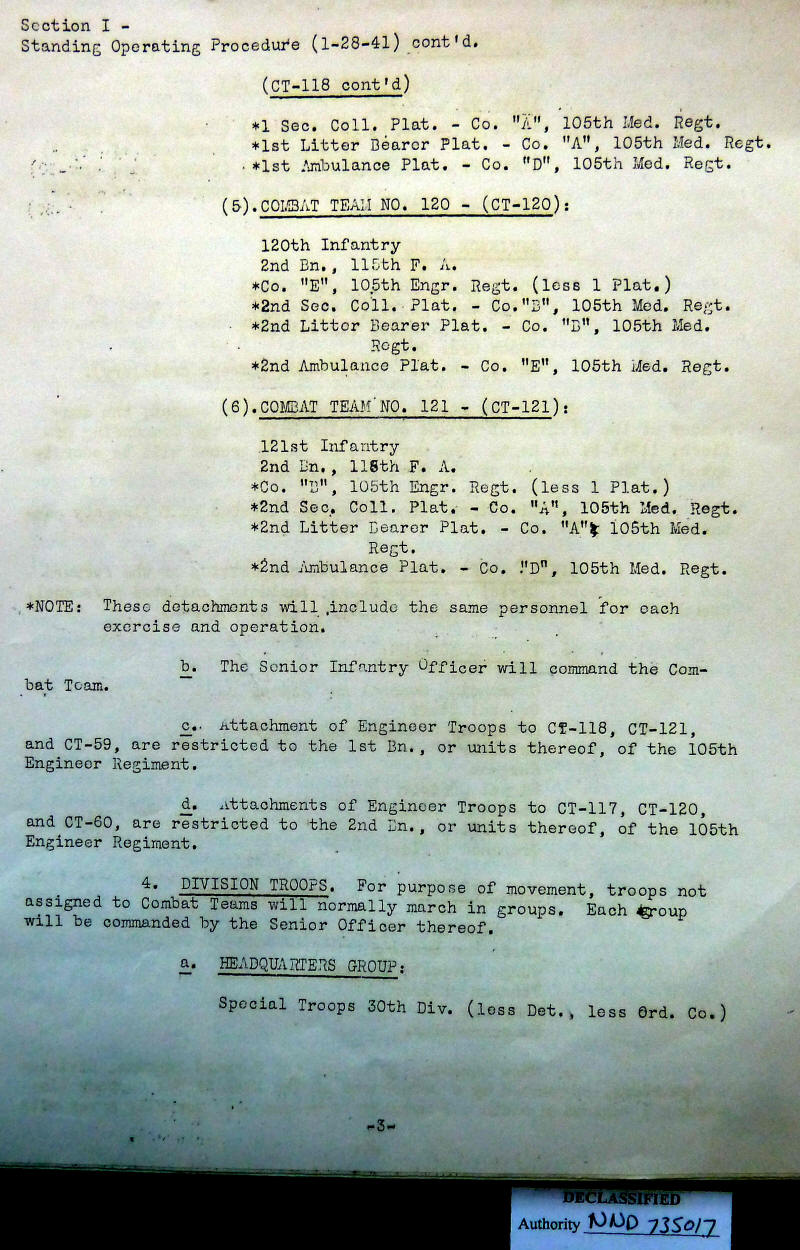 Section I -
Standing Operating Procedure (1-28-41) cont'd.
(CT-118 cont'd)
*1 Sec. Coll. Plat. - Co. "A", 105th Med. Regt.
*1st Litter Bearer Plat. - Co. "A", 105th Med. Regt.
*1st Ambulance Plat. - Co. "D", 105th Med. Regt.
(5). COMBAT TEAM NO. 120 - (CT-120):
120th Infantry
2nd Bn., 115th F. A.
*Co. "E", 105th Engr. Regt. (less 1 Plat.)
*2nd Sec. Coll. Plat. - Co. "B", 105th Med. Regt.
*2nd Litter Bearer Plat. - Co. "B", 105th Med.
Regt.
*2nd Ambulance Plat. - Co. "E", 105th Med. Regt.
(6). COMBAT TEAM NO. 121 - (CT-121):
121st Infantry
2nd Bn., 118th F. A.
*Co. "B", 105th Engr. Regt. (less 1 Plat.)
*2nd Sec. Coll. Plat. - Co. "A", 105th Med. Regt.
*2nd Litter Bearer Plat. - Co. "A", 105th Med.
Regt.
*2nd Ambulance Plat. - Co. "D", 105th Med. Regt.
*NOTE: These detachments will include the same personnel for each
exercise and operation.
b. The Senior Infantry Officer will command the Com-
bat Team.
c. Attachment of Engineer Troops to CT-118, CT-121,
and CT-59, are restricted to the 1st Bn., or units thereof, of the 105th
Engineer Regiment.
d. Attachments of Engineer Troops to CT-117, CT-120,
and CT-60, are restricted to the 2nd Bn., or units thereof, of the 105th
Engineer Regiment.
4. DIVISION TROOPS. For purpose of movement, troops not
assigned to Combat Teams will normally march in groups. Each group
will be commanded by the Senior Officer thereof.
a. HEADQUARTERS GROUP:
Special Troops 30th Div. (less Det., less Ord. Co.)
-3-
DECLASSIFIED
Authority NND 735017